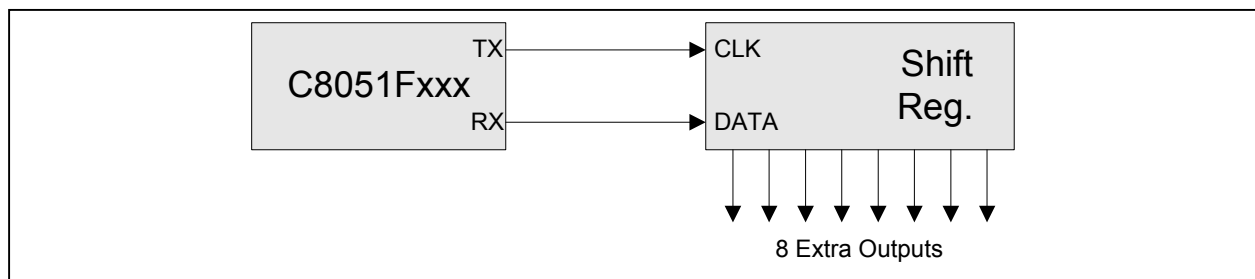 C8051Fxxx
TX
RX
CLK
DATA
Shift
Reg.
8 Extra Outputs